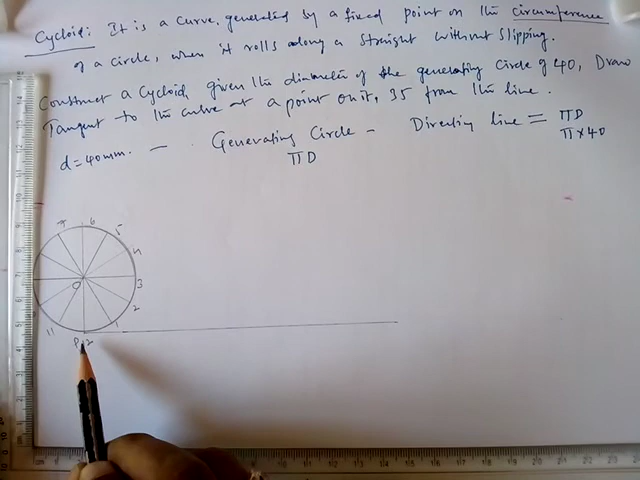 Cycloid: It is a curve, generated by a fixed point on the circumference
of a circle, when it rolls along a straight without slipping.
Construct a Cycloid, given the diameter of the generating Circle of 40, Draw
Tangent to the curve at a point on it, 35 from the line.
d = 40mm. — Generating Circle - Directing line = πD
πD π×40
7 6 5
4
O 3
2
11 1
P 12